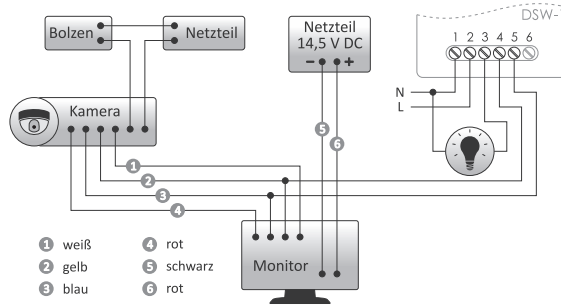 DSW-
Bolzen
Netzteil
Netzteil
14,5 V DC
– +
1 2 3 4 5 6
N
L
Kamera
1
2
3
4
5
6
Monitor
1 weiß
2 gelb
3 blau
4 rot
5 schwarz
6 rot